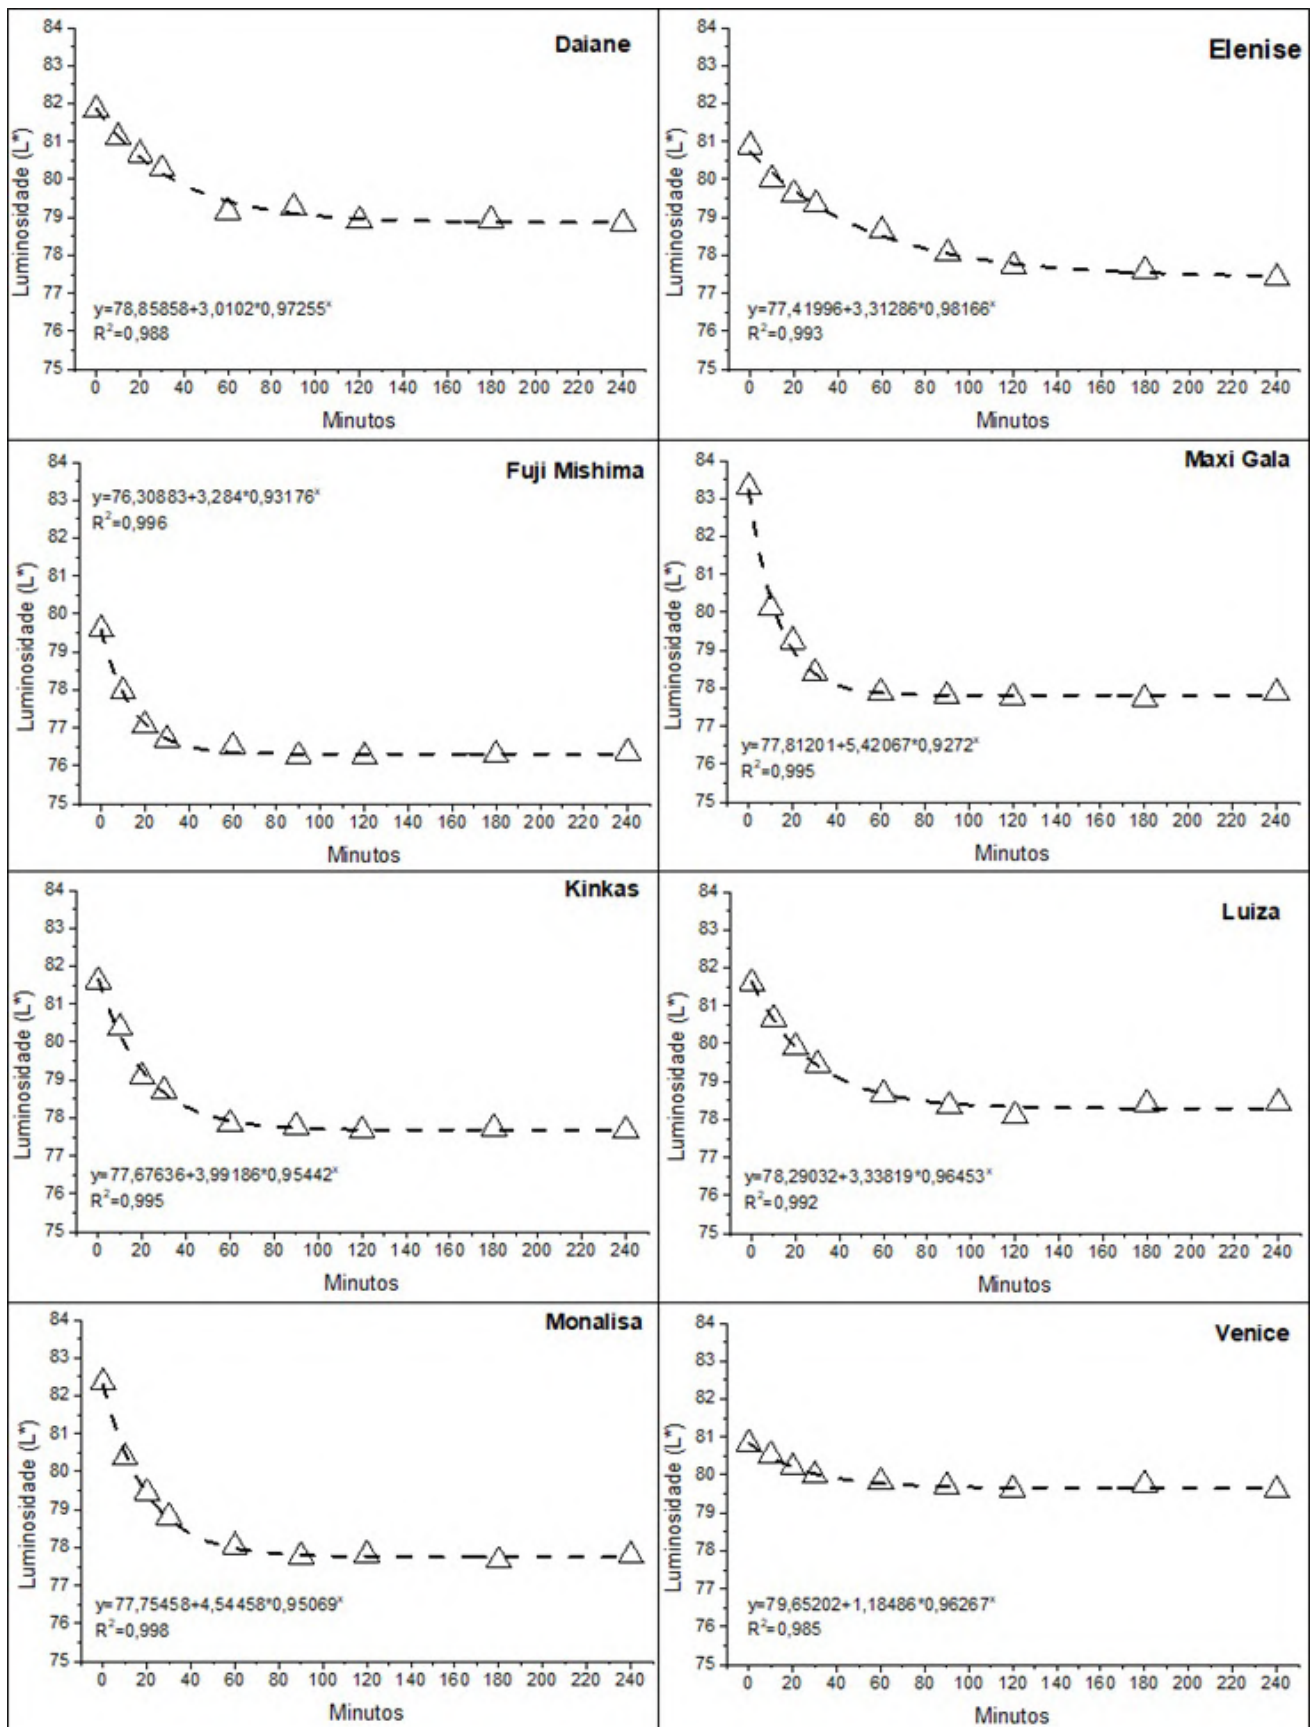 Daiane
Luminosidade (L*)
84
83
82
81
80
79
78
77
76
75
y=78,85858+3,0102*0,97255ˣ
R²=0,988
0 20 40 60 80 100 120 140 160 180 200 220 240
Minutos
Elenise
Luminosidade (L*)
84
83
82
81
80
79
78
77
76
75
y=77,41996+3,31286*0,98166ˣ
R²=0,993
0 20 40 60 80 100 120 140 160 180 200 220 240
Minutos
Fuji Mishima
y=76,30883+3,284*0,93176ˣ
R²=0,996
Luminosidade (L*)
84
83
82
81
80
79
78
77
76
75
0 20 40 60 80 100 120 140 160 180 200 220 240
Minutos
Maxi Gala
Luminosidade (L*)
84
83
82
81
80
79
78
77
76
75
y=77,81201+5,42067*0,9272ˣ
R²=0,995
0 20 40 60 80 100 120 140 160 180 200 220 240
Minutos
Kinkas
Luminosidade (L*)
84
83
82
81
80
79
78
77
76
75
y=77,67636+3,99186*0,95442ˣ
R²=0,995
0 20 40 60 80 100 120 140 160 180 200 220 240
Minutos
Luiza
Luminosidade (L*)
84
83
82
81
80
79
78
77
76
75
y=78,29032+3,33819*0,96453ˣ
R²=0,992
0 20 40 60 80 100 120 140 160 180 200 220 240
Minutos
Monalisa
Luminosidade (L*)
84
83
82
81
80
79
78
77
76
75
y=77,75458+4,54458*0,95069ˣ
R²=0,998
0 20 40 60 80 100 120 140 160 180 200 220 240
Minutos
Venice
Luminosidade (L*)
84
83
82
81
80
79
78
77
76
75
y=79,65202+1,18486*0,96267ˣ
R²=0,985
0 20 40 60 80 100 120 140 160 180 200 220 240
Minutos